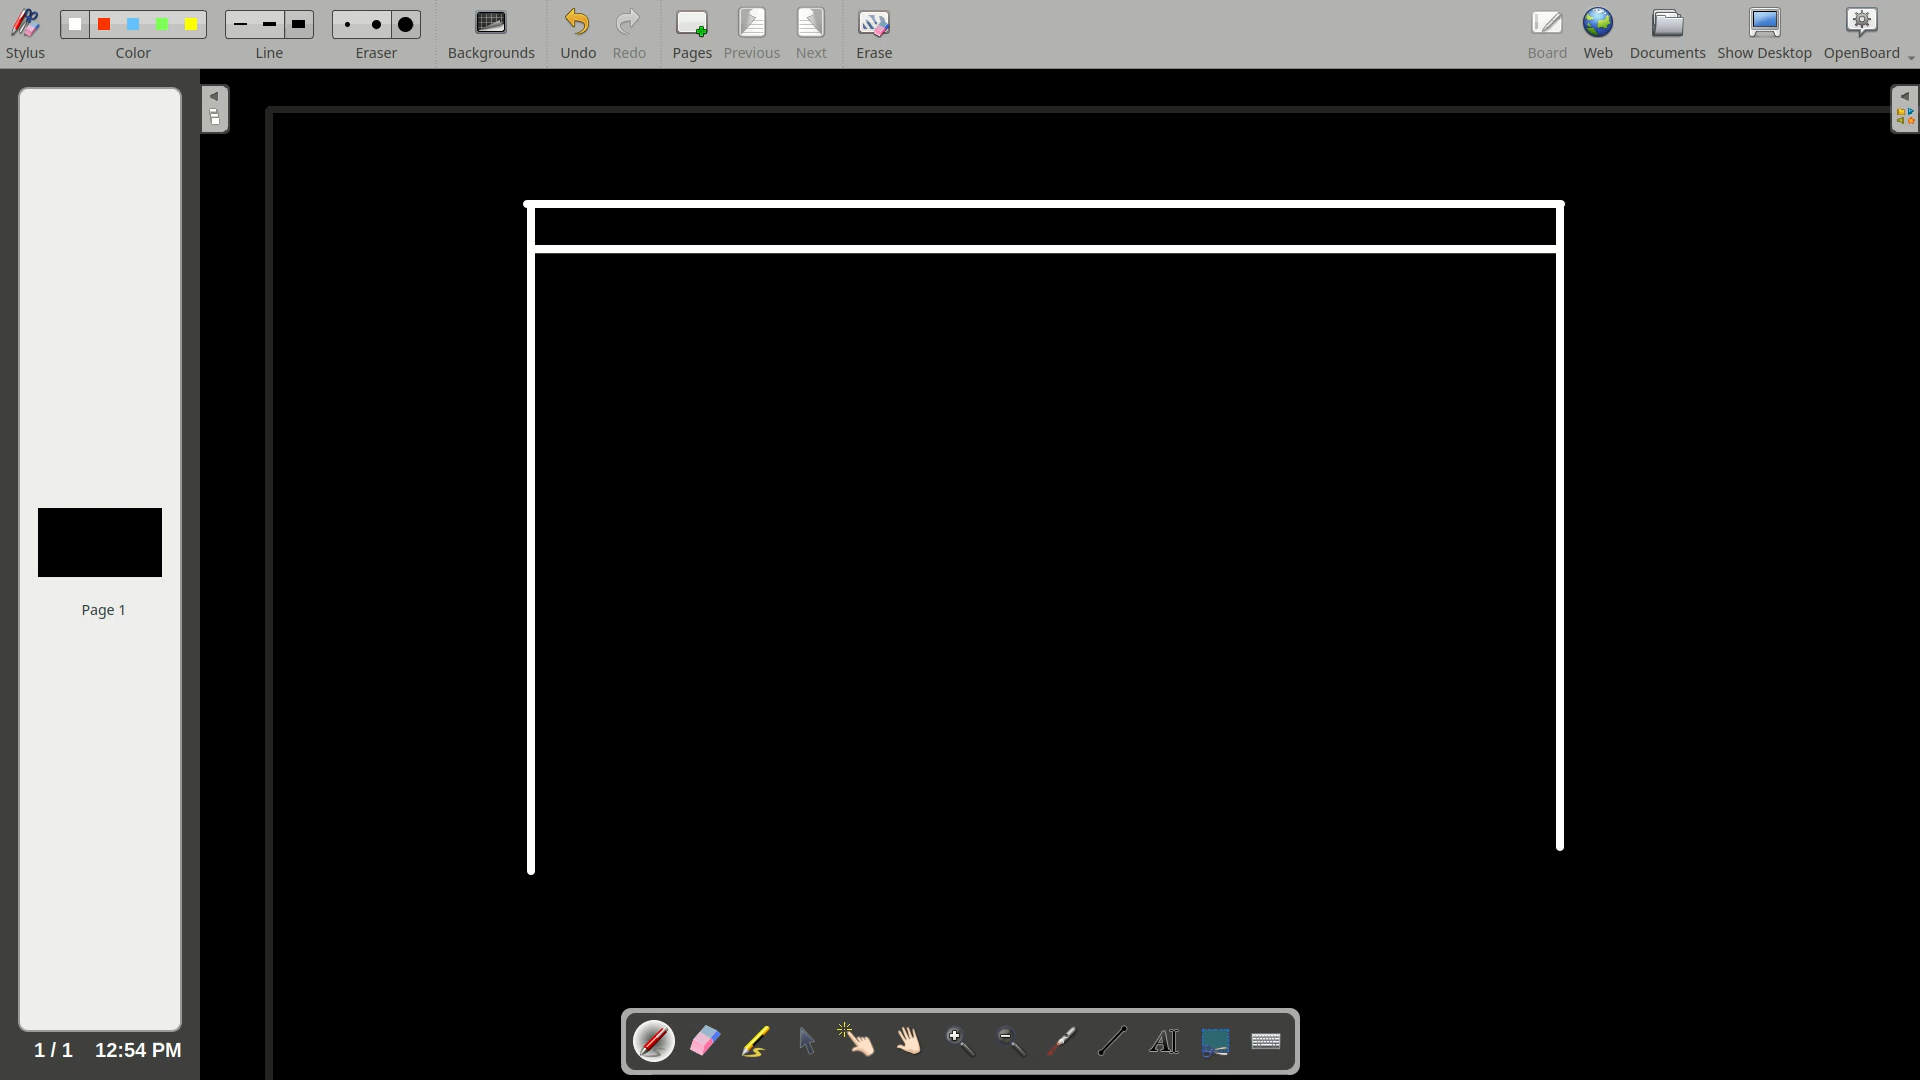 Stylus Color Line Eraser Backgrounds Undo Redo Pages Previous Next Erase Board Web Documents Show Desktop OpenBoard
Page 1
1 / 1 12:54 PM
AI